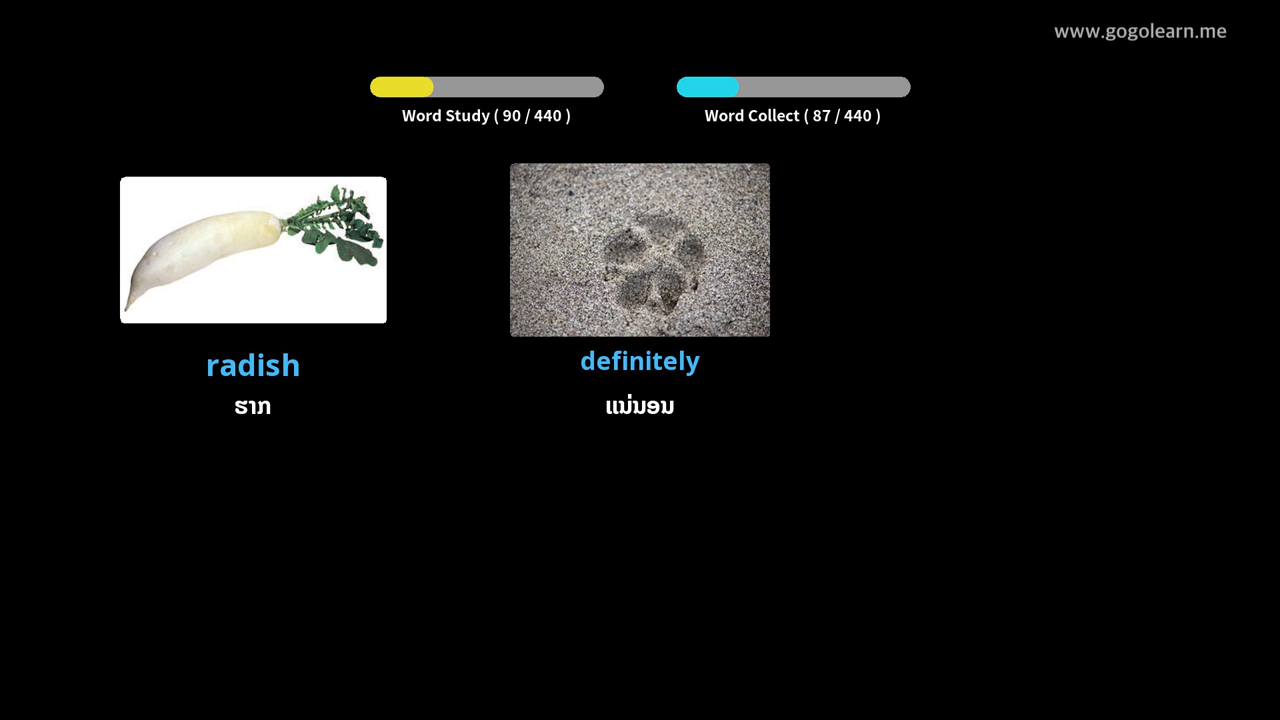 www.gogolearn.me
Word Study ( 90 / 440 )
Word Collect ( 87 / 440 )
radish
ຮາກ
definitely
ແນ່ນອນ